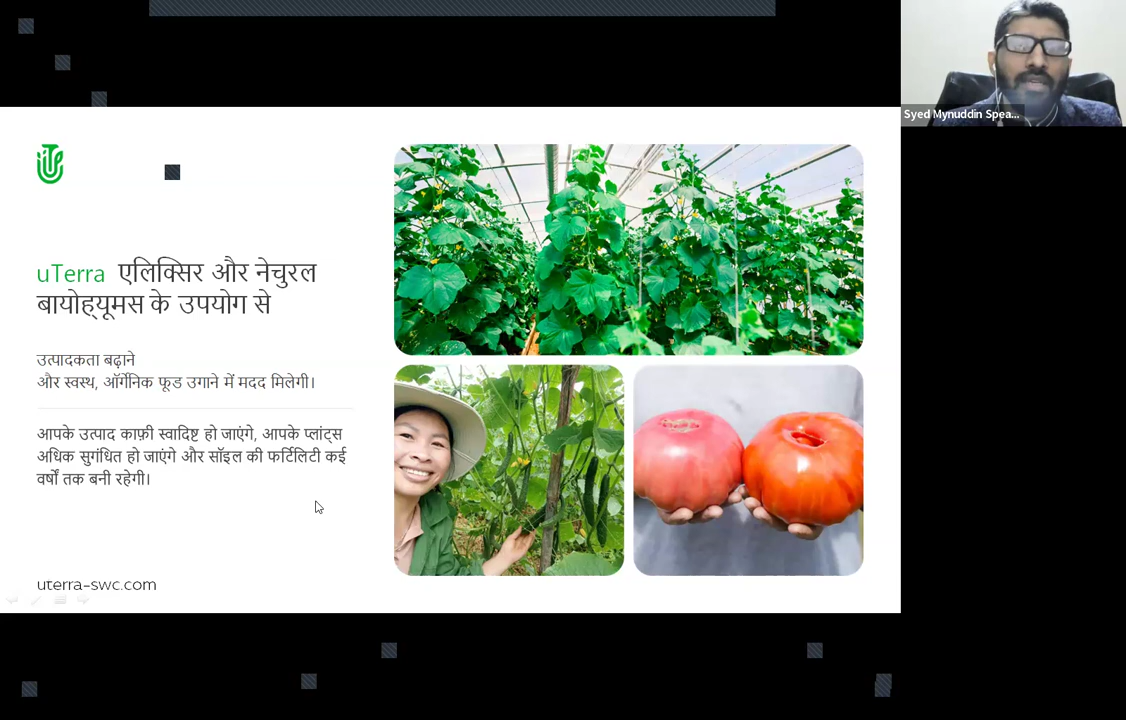 Syed Mynuddin Spea...
uTerra एलिक्सिर और नेचुरल
बायोह्यूमस के उपयोग से
उत्पादकता बढ़ाने
और स्वस्थ, ऑर्गेनिक फूड उगाने में मदद मिलेगी।
आपके उत्पाद काफ़ी स्वादिष्ट हो जाएंगे, आपके प्लांट्स
अधिक सुगंधित हो जाएंगे और सॉइल की फर्टिलिटी कई
वर्षों तक बनी रहेगी।
uterra-swc.com